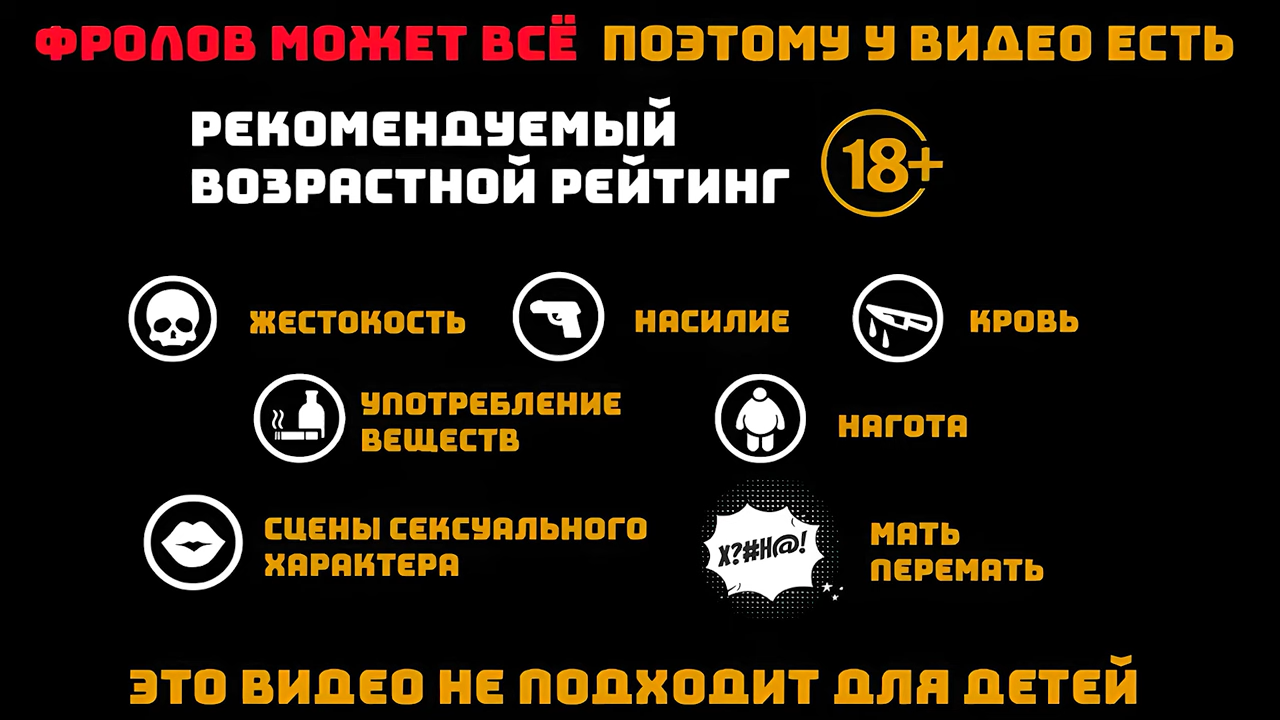 ФРОЛОВ МОЖЕТ ВСЁ ПОЭТОМУ У ВИДЕО ЕСТЬ
РЕКОМЕНДУЕМЫЙ
ВОЗРАСТНОЙ РЕЙТИНГ
18+
ЖЕСТОКОСТЬ
НАСИЛИЕ
КРОВЬ
УПОТРЕБЛЕНИЕ
ВЕЩЕСТВ
НАГОТА
СЦЕНЫ СЕКСУАЛЬНОГО
ХАРАКТЕРА
Х?#Н@!
МАТЬ
ПЕРЕМАТЬ
ЭТО ВИДЕО НЕ ПОДХОДИТ ДЛЯ ДЕТЕЙ